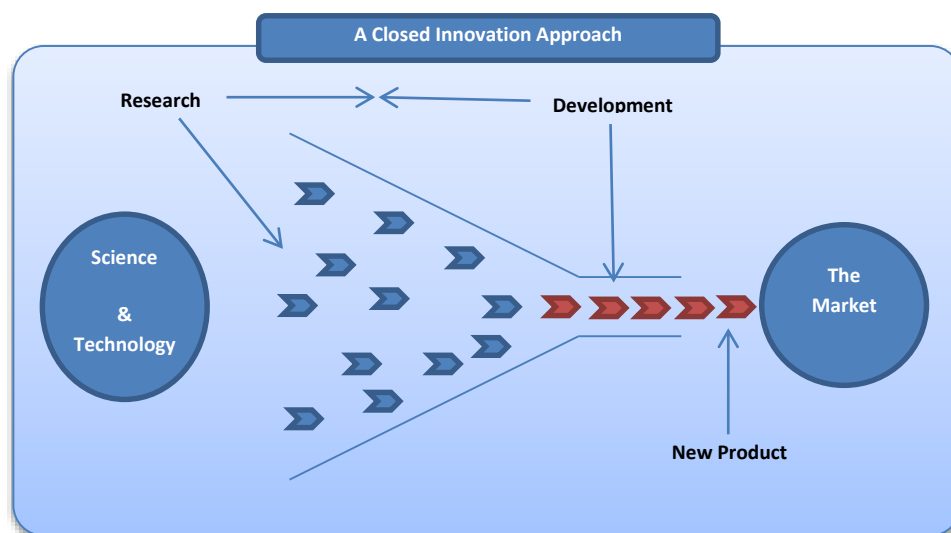 A Closed Innovation Approach
Research
Development
Science
&
Technology
The
Market
New Product